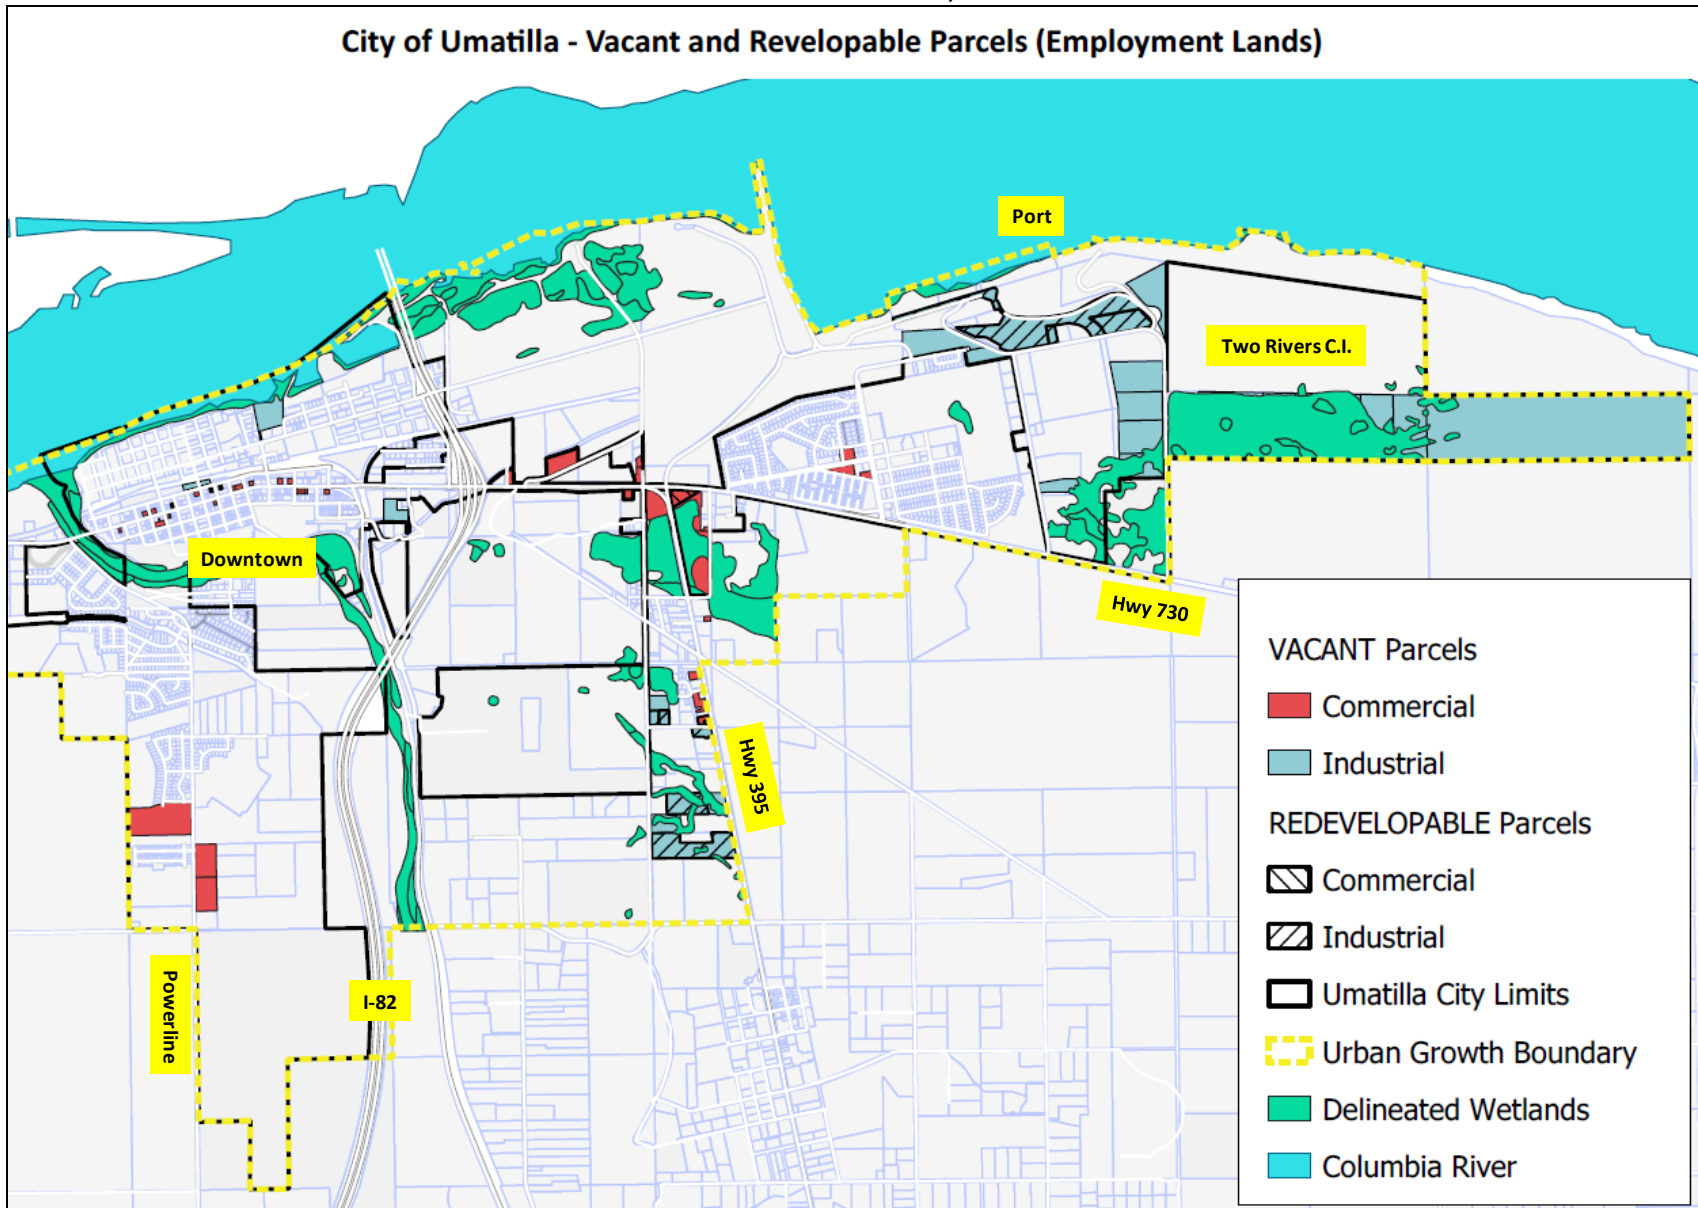 City of Umatilla - Vacant and Revelopable Parcels (Employment Lands)
Port
Two Rivers C.I.
Downtown
Hwy 730
Hwy 395
Powerline
I-82
VACANT Parcels
Commercial
Industrial
REDEVELOPABLE Parcels
Commercial
Industrial
Umatilla City Limits
Urban Growth Boundary
Delineated Wetlands
Columbia River